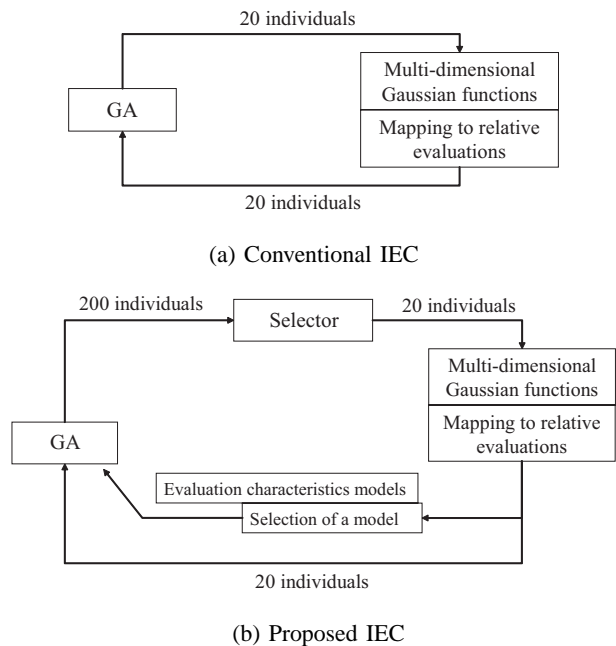 20 individuals
Multi-dimensional
Gaussian functions
GA
Mapping to relative
evaluations
20 individuals
(a) Conventional IEC
200 individuals
Selector
20 individuals
Multi-dimensional
Gaussian functions
Mapping to relative
evaluations
GA
Evaluation characteristics models
Selection of a model
20 individuals
(b) Proposed IEC